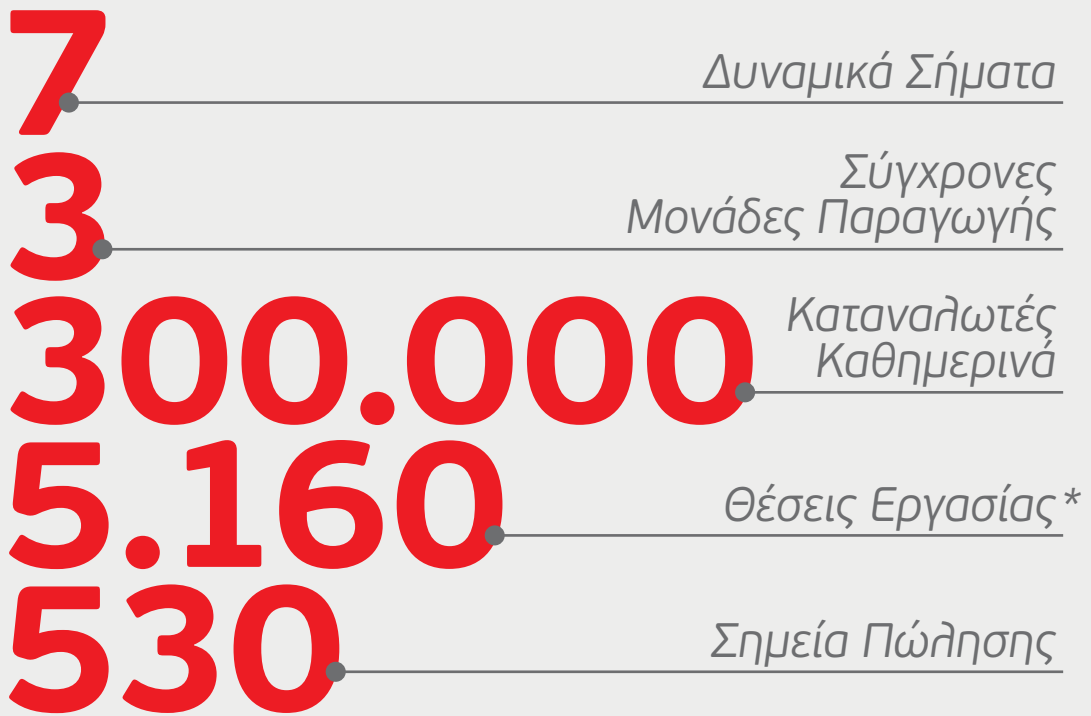 7
Δυναμικά Σήματα
3
Σύγχρονες
Μονάδες Παραγωγής
300.000
Καταναλωτές
Καθημερινά
5.160
Θέσεις Εργασίας*
530
Σημεία Πώλησης